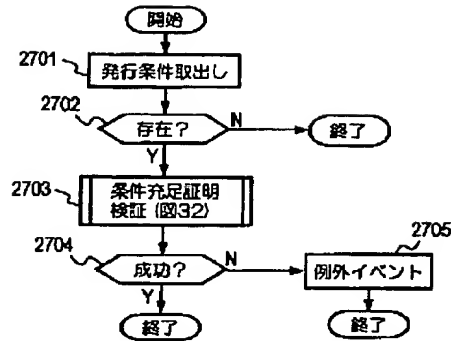 開始
2701
発行条件取出し
2702
存在?
N
終了
Y
2703
条件充足証明
検証(図32)
2704
2705
成功?
N
例外イベント
Y
終了
終了